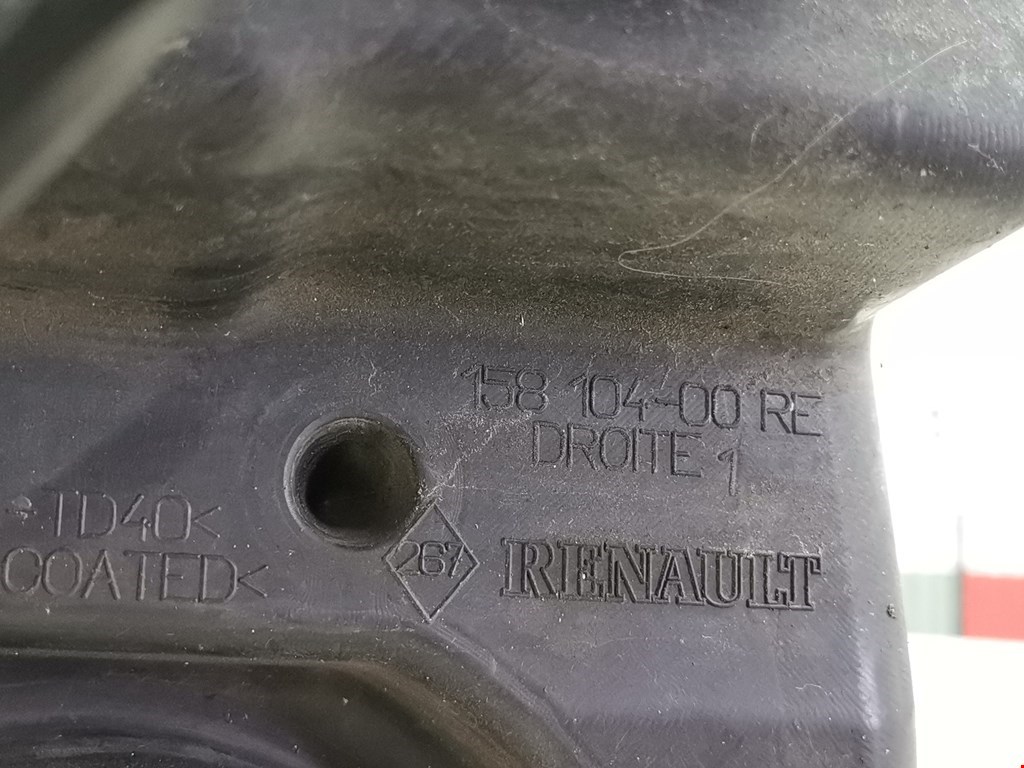 158 104-00 RE
DROITE 1
TD40<
COATED<
267
RENAULT